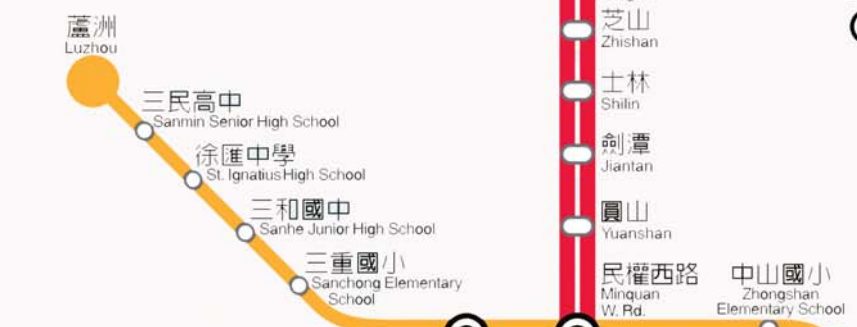 蘆洲
Luzhou
三民高中
Sanmin Senior High School
徐匯中學
St. Ignatius High School
三和國中
Sanhe Junior High School
三重國小
Sanchong Elementary
School
芝山
Zhishan
士林
Shilin
劍潭
Jiantan
圓山
Yuanshan
民權西路
Minquan
W. Rd.
中山國小
Zhongshan
Elementary School